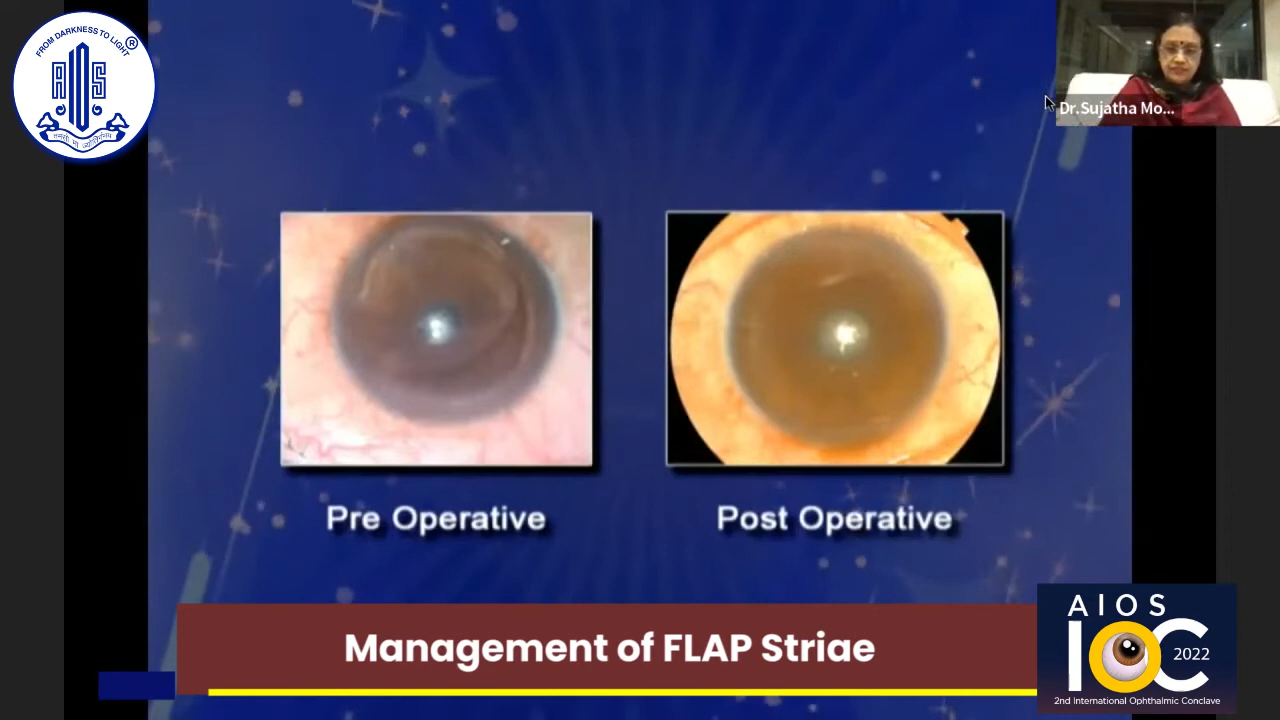 FROM DARKNESS TO LIGHT
®
AIOS
Dr.Sujatha Mo...
Pre Operative
Post Operative
Management of FLAP Striae
AIOS
IOC
2022
2nd International Ophthalmic Conclave